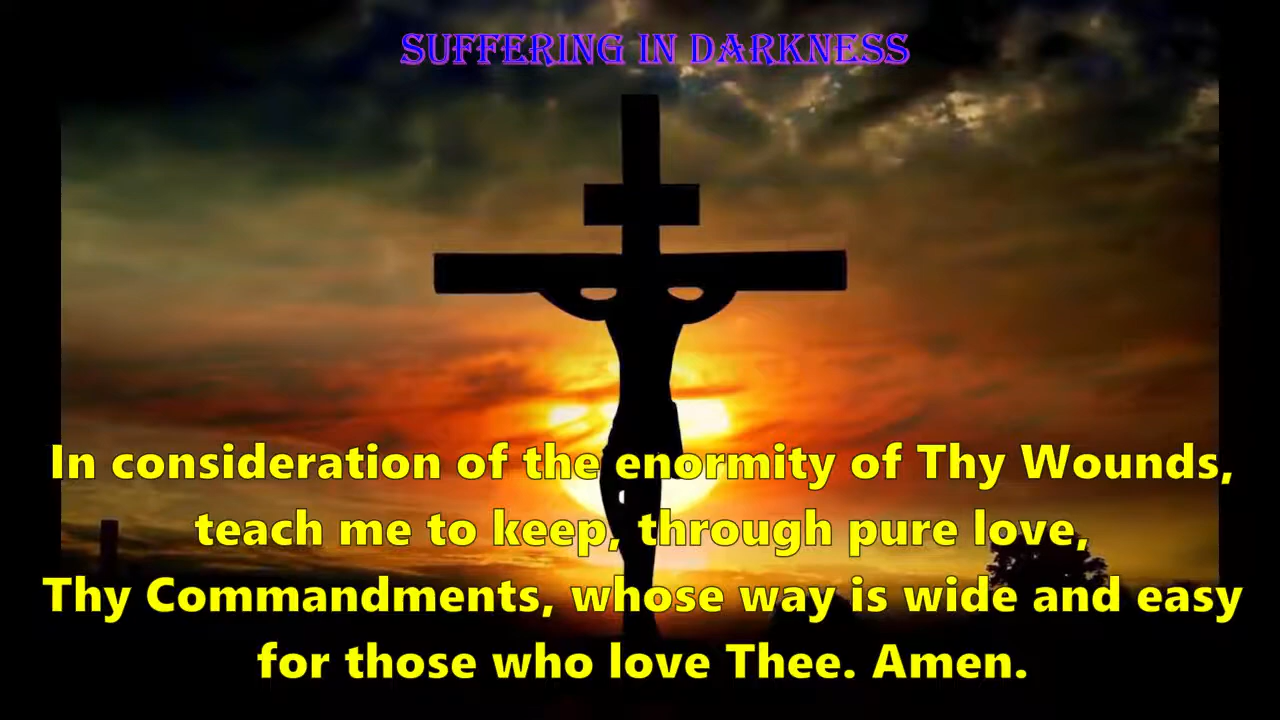 SUFFERING IN DARKNESS
In consideration of the enormity of Thy Wounds,
teach me to keep, through pure love,
Thy Commandments, whose way is wide and easy
for those who love Thee. Amen.